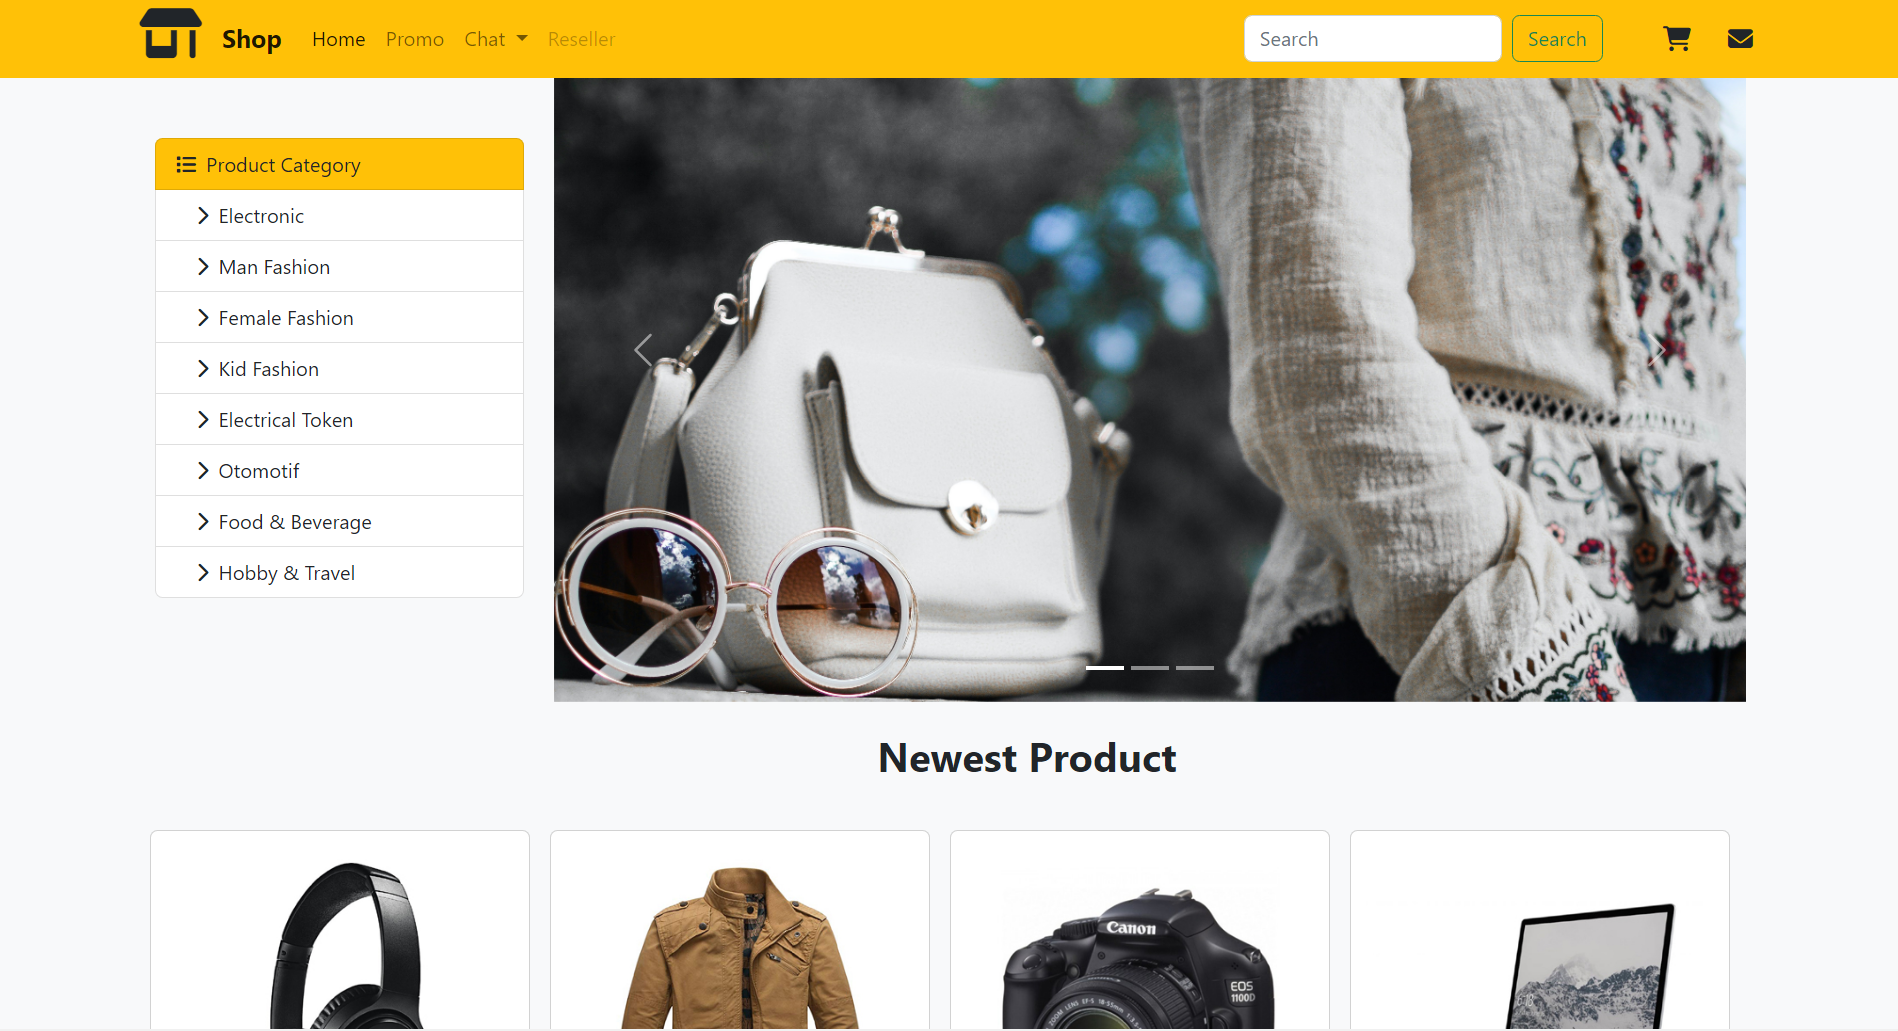 Shop Home Promo Chat Reseller Search Search
Product Category
Electronic
Man Fashion
Female Fashion
Kid Fashion
Electrical Token
Otomotif
Food & Beverage
Hobby & Travel
Newest Product
Canon
EOS
1100D